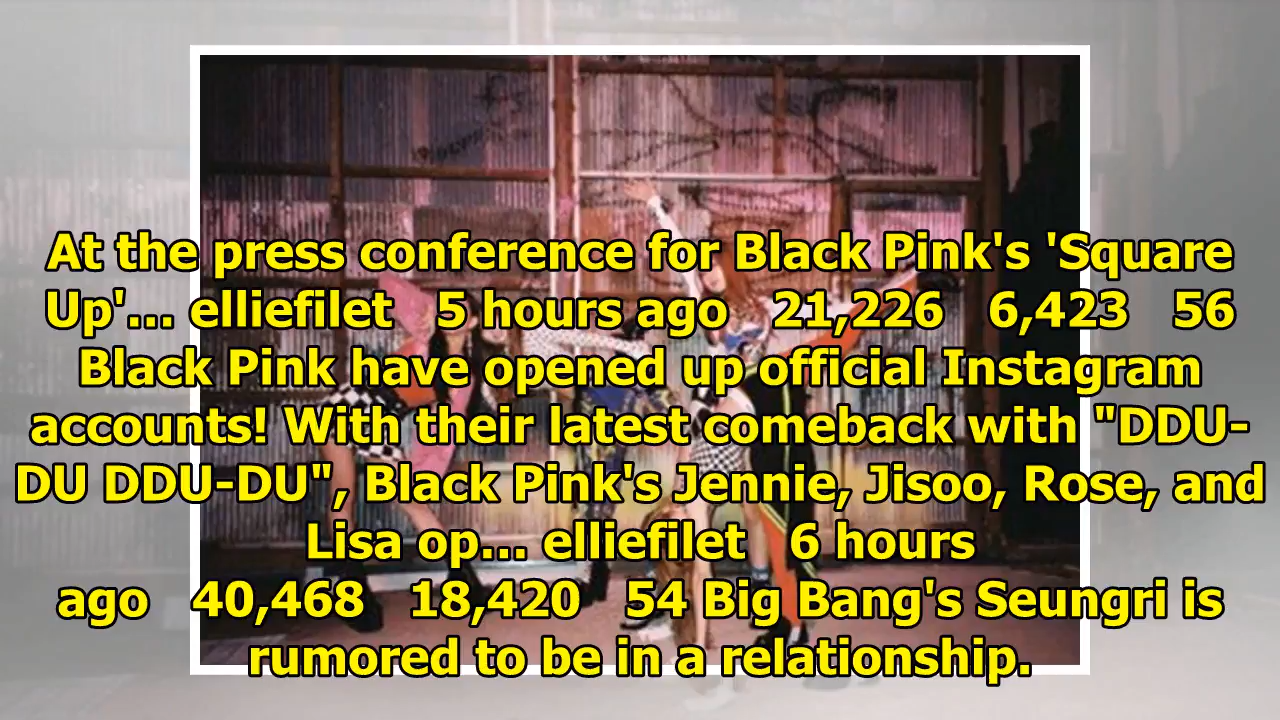 At the press conference for Black Pink's 'Square
Up'... elliefilet 5 hours ago 21,226 6,423 56
Black Pink have opened up official Instagram
accounts! With their latest comeback with "DDU-
DU DDU-DU", Black Pink's Jennie, Jisoo, Rose, and
Lisa op... elliefilet 6 hours
ago 40,468 18,420 54 Big Bang's Seungri is
rumored to be in a relationship.